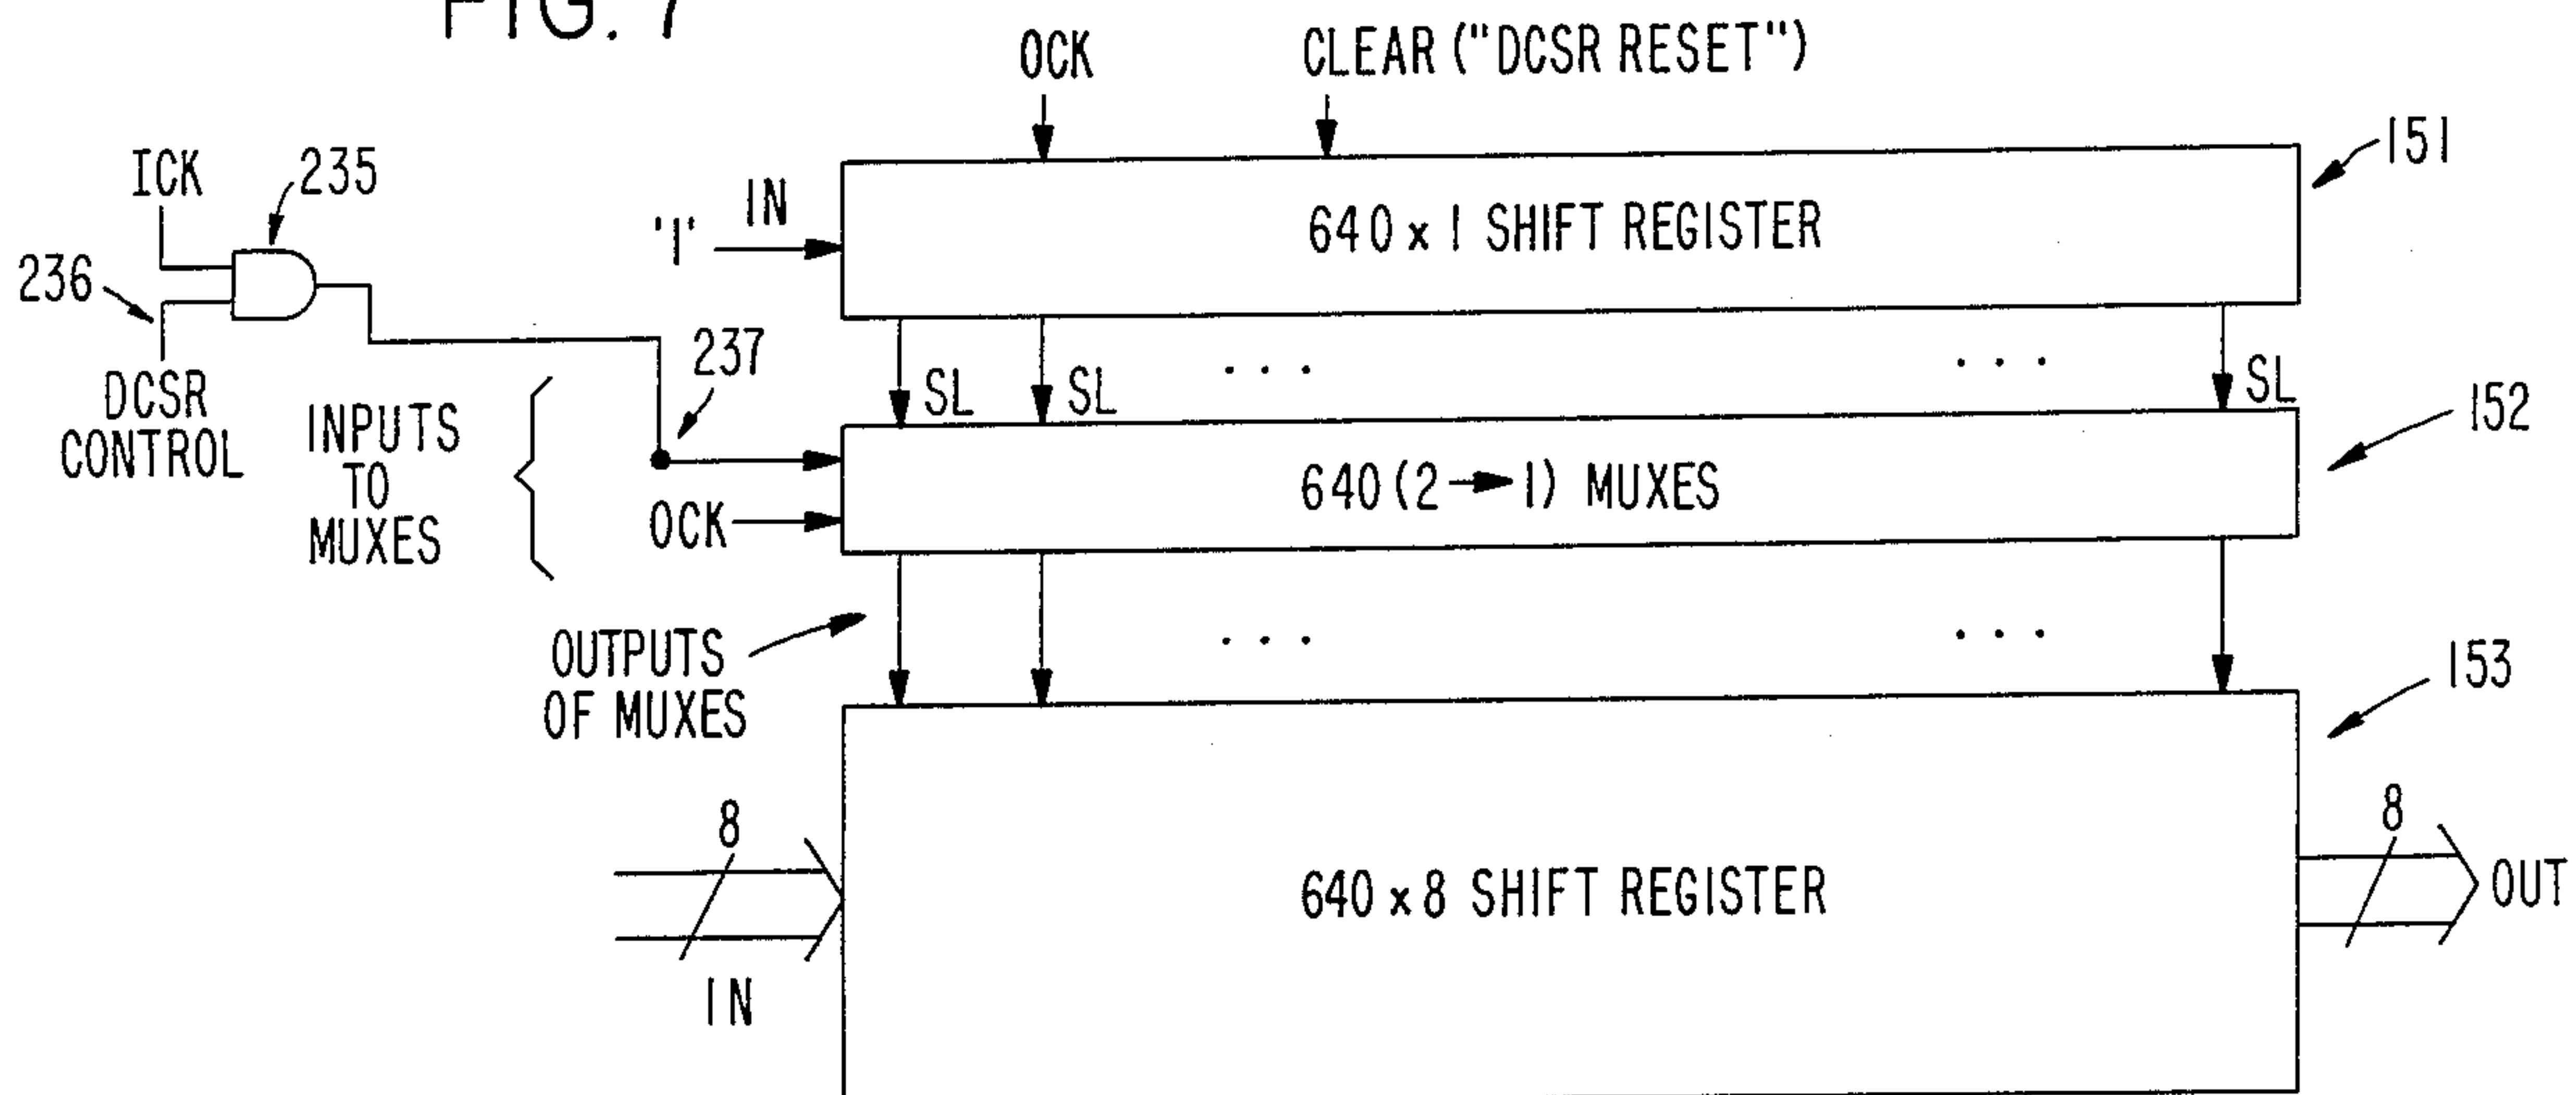 FIG. 7
OCK
CLEAR ("DCSR RESET")
151
ICK
235
'1'
IN
640 x 1 SHIFT REGISTER
236
237
DCSR
CONTROL
SL
SL
. . .
. . .
SL
152
INPUTS
TO
MUXES
640 (2→1) MUXES
OCK
OUTPUTS
OF MUXES
. . .
. . .
153
8
IN
640 x 8 SHIFT REGISTER
8
OUT